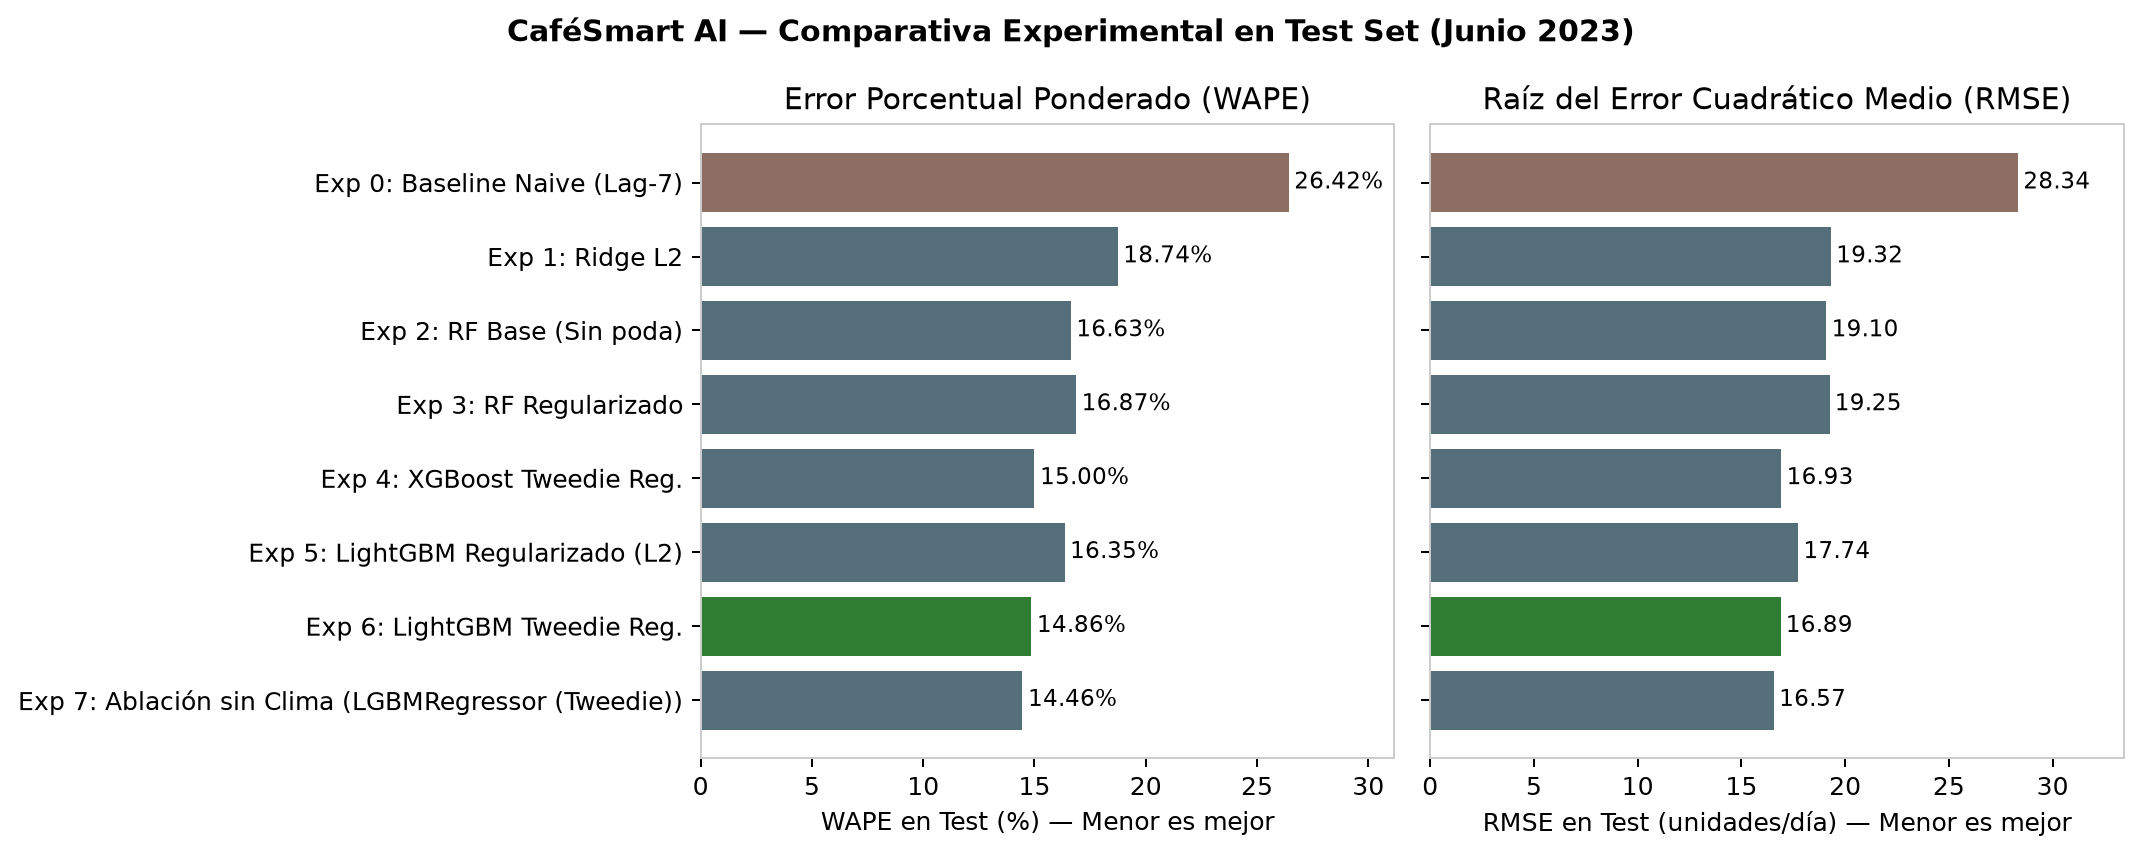 CaféSmart AI — Comparativa Experimental en Test Set (Junio 2023)
Error Porcentual Ponderado (WAPE)
Exp 0: Baseline Naive (Lag-7)
26.42%
Exp 1: Ridge L2
18.74%
Exp 2: RF Base (Sin poda)
16.63%
Exp 3: RF Regularizado
16.87%
Exp 4: XGBoost Tweedie Reg.
15.00%
Exp 5: LightGBM Regularizado (L2)
16.35%
Exp 6: LightGBM Tweedie Reg.
14.86%
Exp 7: Ablación sin Clima (LGBMRegressor (Tweedie))
14.46%
0 5 10 15 20 25 30
WAPE en Test (%) — Menor es mejor
Raíz del Error Cuadrático Medio (RMSE)
28.34
19.32
19.10
19.25
16.93
17.74
16.89
16.57
0 5 10 15 20 25 30
RMSE en Test (unidades/día) — Menor es mejor